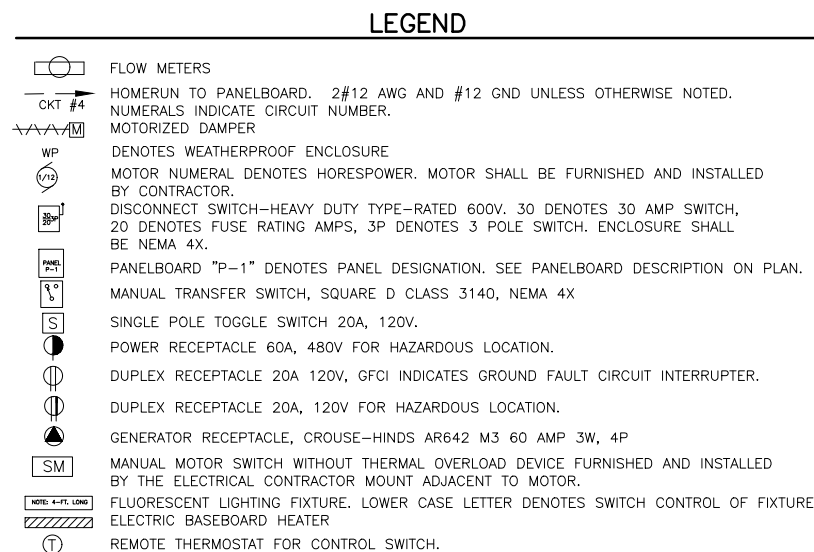 LEGEND
FLOW METERS
CKT #4
HOMERUN TO PANELBOARD. 2#12 AWG AND #12 GND UNLESS OTHERWISE NOTED.
NUMERALS INDICATE CIRCUIT NUMBER.
M MOTORIZED DAMPER
WP DENOTES WEATHERPROOF ENCLOSURE
1/12 MOTOR NUMERAL DENOTES HORESPOWER. MOTOR SHALL BE FURNISHED AND INSTALLED
BY CONTRACTOR.
30
20
3P
DISCONNECT SWITCH-HEAVY DUTY TYPE-RATED 600V. 30 DENOTES 30 AMP SWITCH,
20 DENOTES FUSE RATING AMPS, 3P DENOTES 3 POLE SWITCH. ENCLOSURE SHALL
BE NEMA 4X.
PANEL
P-1
PANELBOARD "P-1" DENOTES PANEL DESIGNATION. SEE PANELBOARD DESCRIPTION ON PLAN.
MANUAL TRANSFER SWITCH, SQUARE D CLASS 3140, NEMA 4X
S SINGLE POLE TOGGLE SWITCH 20A, 120V.
POWER RECEPTACLE 60A, 480V FOR HAZARDOUS LOCATION.
DUPLEX RECEPTACLE 20A 120V, GFCI INDICATES GROUND FAULT CIRCUIT INTERRUPTER.
DUPLEX RECEPTACLE 20A, 120V FOR HAZARDOUS LOCATION.
GENERATOR RECEPTACLE, CROUSE-HINDS AR642 M3 60 AMP 3W, 4P
SM MANUAL MOTOR SWITCH WITHOUT THERMAL OVERLOAD DEVICE FURNISHED AND INSTALLED
BY THE ELECTRICAL CONTRACTOR MOUNT ADJACENT TO MOTOR.
NOTE: 4-FT. LONG FLUORESCENT LIGHTING FIXTURE. LOWER CASE LETTER DENOTES SWITCH CONTROL OF FIXTURE
ELECTRIC BASEBOARD HEATER
T REMOTE THERMOSTAT FOR CONTROL SWITCH.